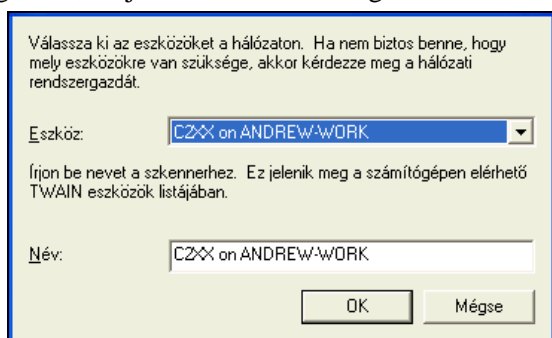 Válassza ki az eszközöket a hálózaton. Ha nem biztos benne, hogy
mely eszközökre van szüksége, akkor kérdezze meg a hálózati
rendszergazdát.
Eszköz: C2XX on ANDREW-WORK
Írjon be nevet a szkennerhez. Ez jelenik meg a számítógépen elérhető
TWAIN eszközök listájában.
Név: C2XX on ANDREW-WORK
OK Mégse